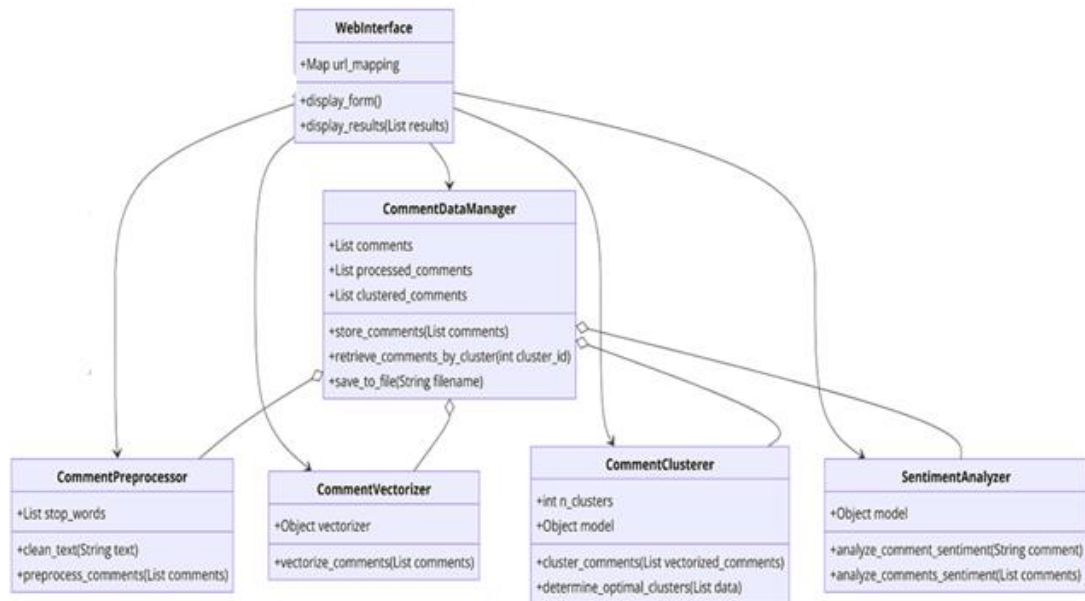 WebInterface
+Map url_mapping
+display_form()
+display_results(List results)
CommentDataManager
+List comments
+List processed_comments
+List clustered_comments
+store_comments(List comments)
+retrieve_comments_by_cluster(int cluster_id)
+save_to_file(String filename)
CommentPreprocessor
+List stop_words
+clean_text(String text)
+preprocess_comments(List comments)
CommentVectorizer
+Object vectorizer
+vectorize_comments(List comments)
CommentClusterer
+int n_clusters
+Object model
+cluster_comments(List vectorized_comments)
+determine_optimal_clusters(List data)
SentimentAnalyzer
+Object model
+analyze_comment_sentiment(String comment)
+analyze_comments_sentiment(List comments)